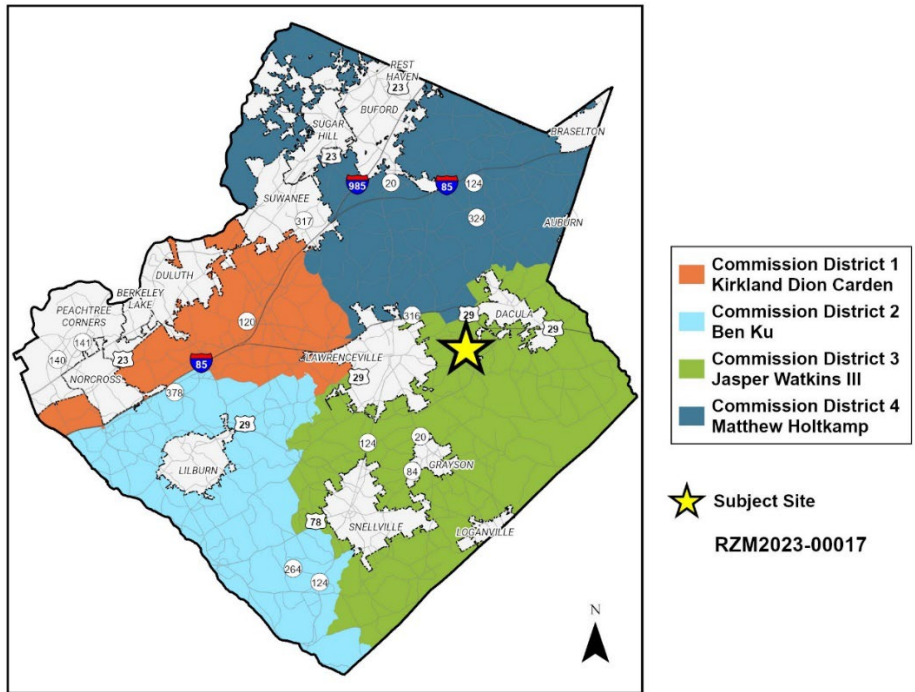 REST
HAVEN
23
BUFORD
BRASELTON
SUGAR
HILL
23
985
20
85
124
SUWANEE
317
324
AUBURN
DULUTH
BERKELEY
LAKE
PEACHTREE
CORNERS
120
316
29
DACULA
29
141
140
23
LAWRENCEVILLE
85
29
NORCROSS
378
29
LILBURN
124
20
GRAYSON
84
78
SNELLVILLE
LOGANVILLE
264
124
N
Commission District 1
Kirkland Dion Carden
Commission District 2
Ben Ku
Commission District 3
Jasper Watkins III
Commission District 4
Matthew Holtkamp
Subject Site
RZM2023-00017